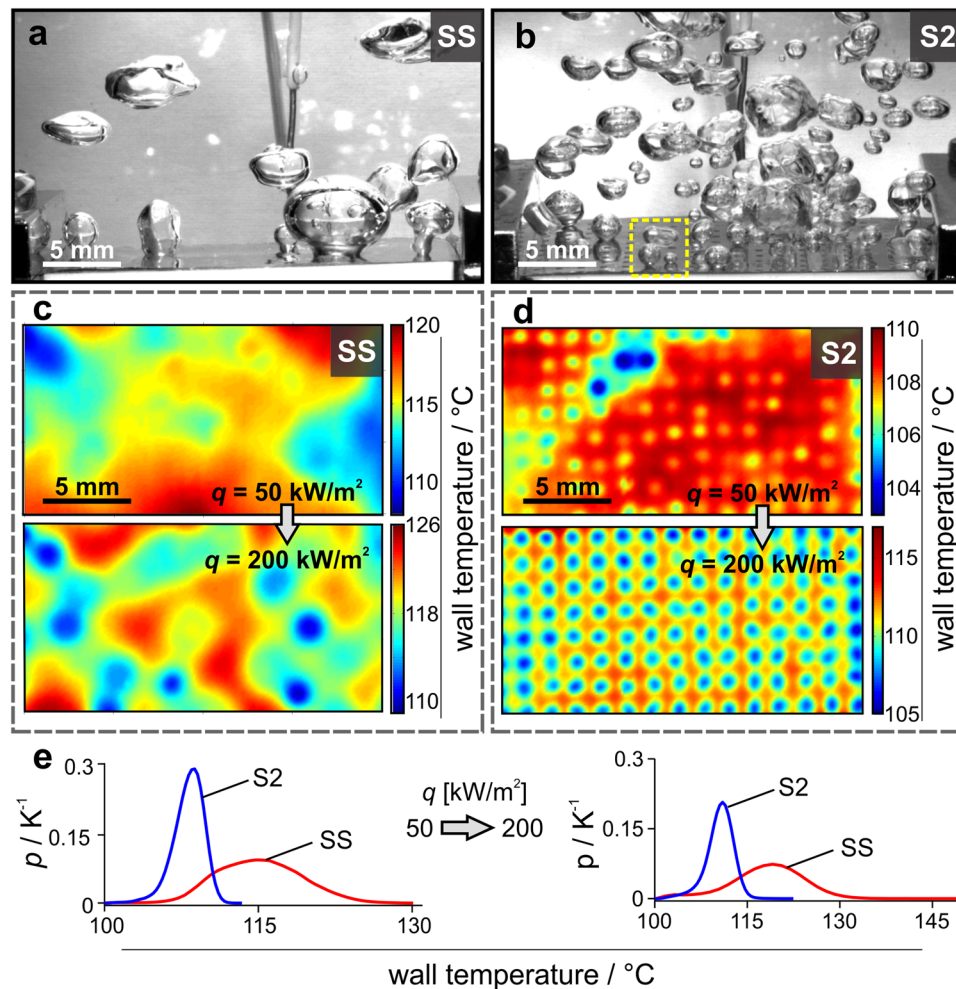 a
SS
5 mm
b
S2
5 mm
c
SS
5 mm
q = 50 kW/m²
q = 200 kW/m²
120
115
110
126
118
110
wall temperature / °C
d
S2
5 mm
q = 50 kW/m²
q = 200 kW/m²
110
108
106
104
115
110
105
wall temperature / °C
e
0.3
0.15
0
p / K⁻¹
S2
SS
100
115
130
q [kW/m²]
50
200
0.3
0.15
0
p / K⁻¹
S2
SS
100
115
130
145
wall temperature / °C